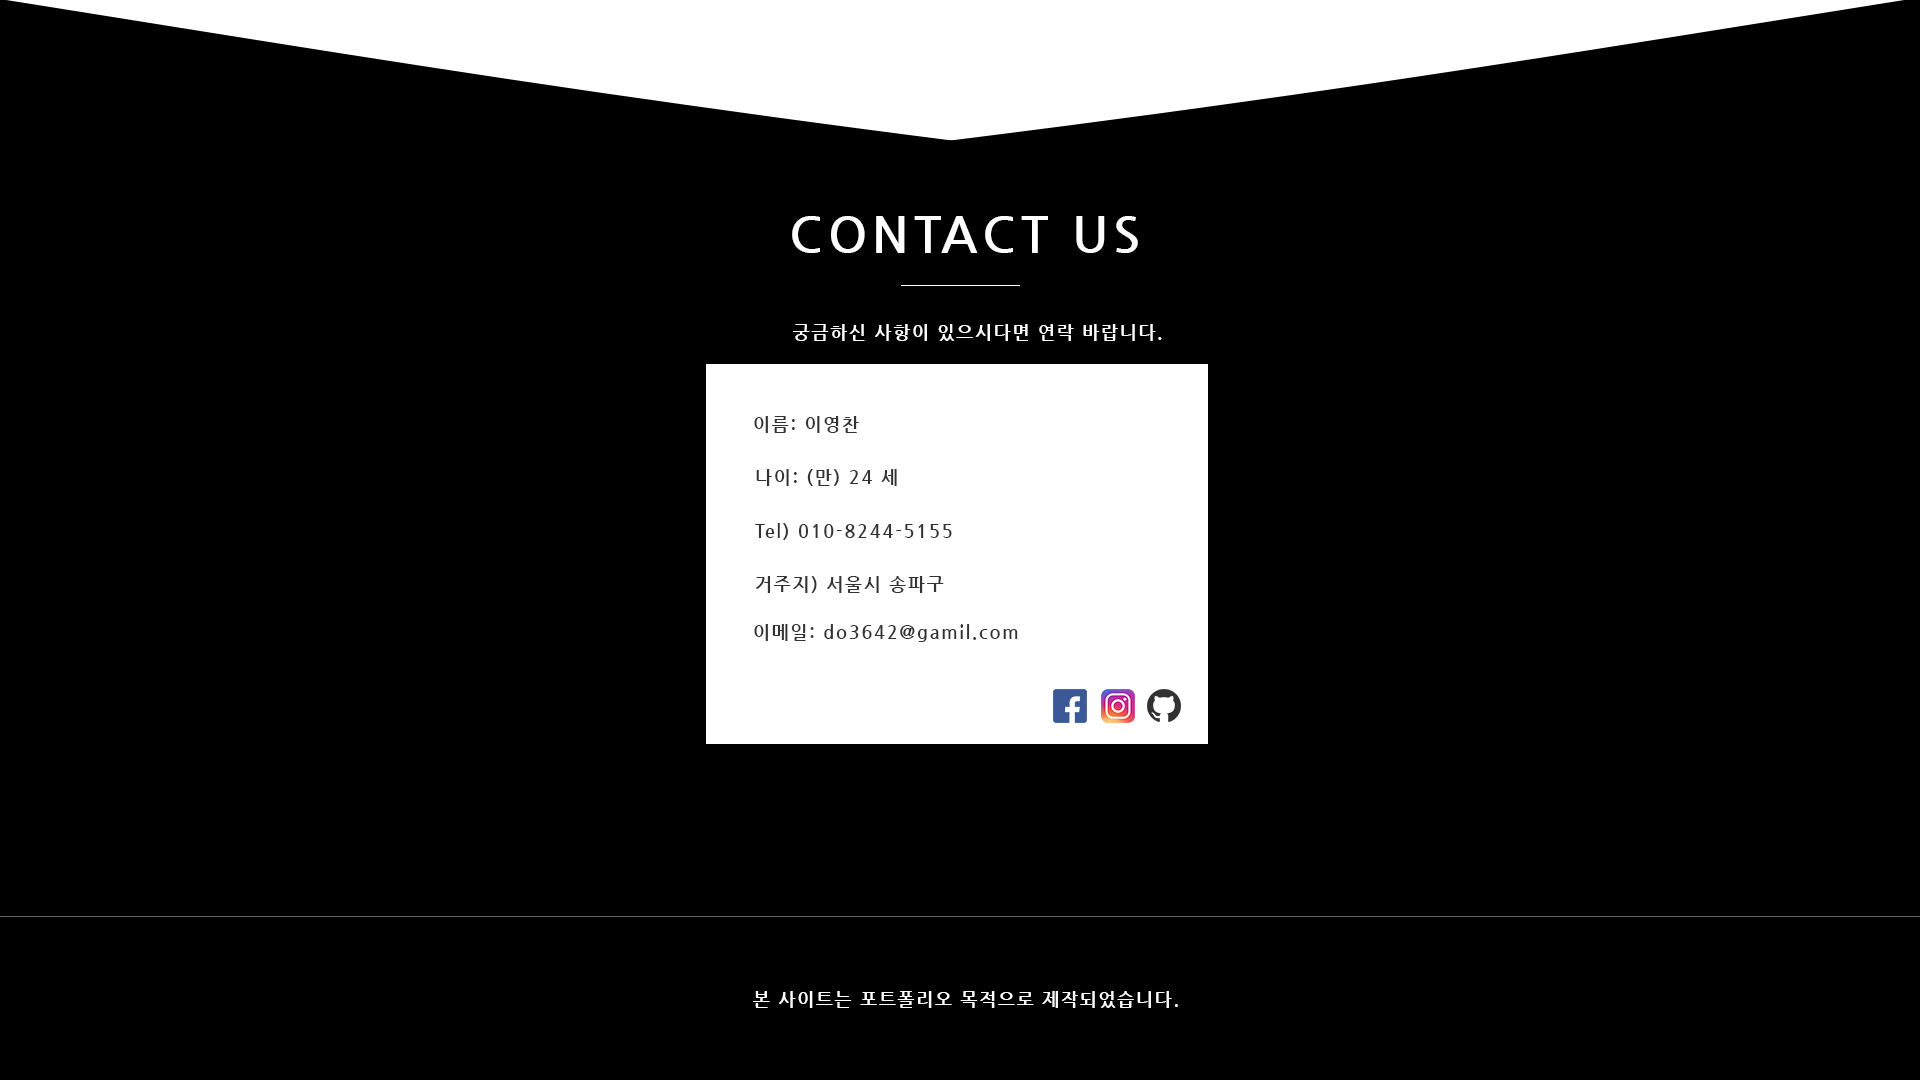 CONTACT US
궁금하신 사항이 있으시다면 연락 바랍니다.
이름: 이영찬
나이: (만) 24 세
Tel) 010-8244-5155
거주지) 서울시 송파구
이메일: do3642@gamil.com
본 사이트는 포트폴리오 목적으로 제작되었습니다.